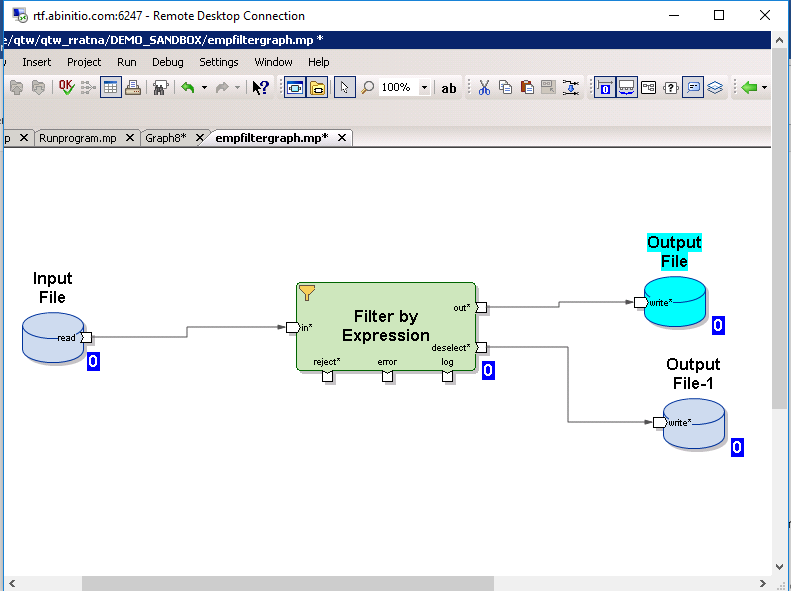 rtf.abinitio.com:6247 - Remote Desktop Connection
e/qtw/qtw_rratna/DEMO_SANDBOX/empfiltergraph.mp *
Insert Project Run Debug Settings Window Help
OK 100% ab 0 ?
p Runprogram.mp Graph8* empfiltergraph.mp*
Output
File
write*
0
Input
File
read
0
Filter by
Expression
in*
out*
deselect*
reject* error log
0
Output
File-1
write*
0